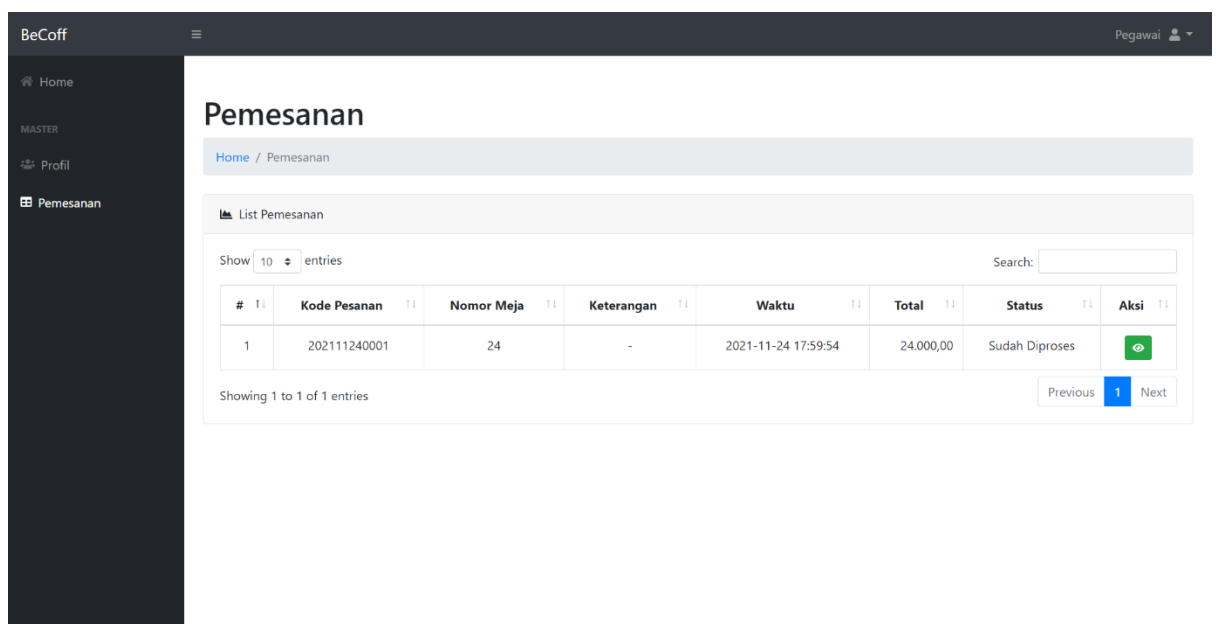 BeCoff
Pegawai
Home
MASTER
Profil
Pemesanan
Pemesanan
Home / Pemesanan
List Pemesanan
Show 10 entries
Search:
# Kode Pesanan Nomor Meja Keterangan Waktu Total Status Aksi
1 202111240001 24 - 2021-11-24 17:59:54 24.000,00 Sudah Diproses
Showing 1 to 1 of 1 entries
Previous 1 Next